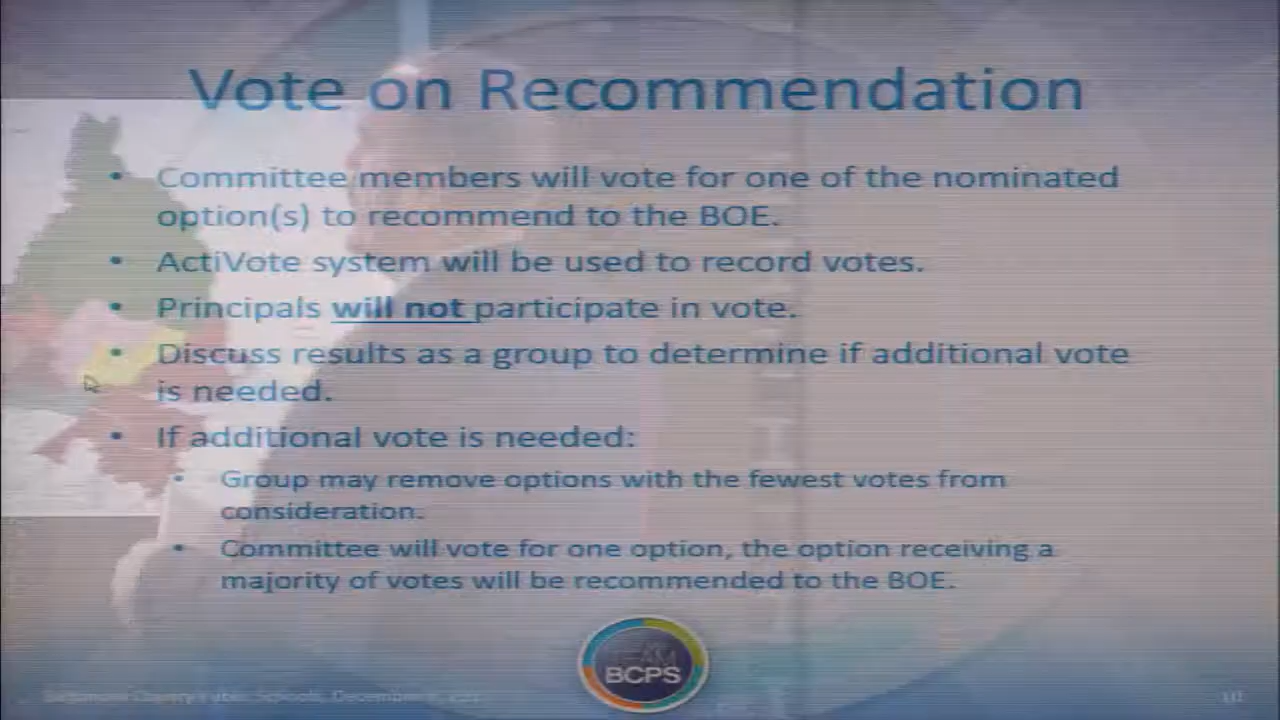 Vote on Recommendation
• Committee members will vote for one of the nominated
option(s) to recommend to the BOE.
• ActiVote system will be used to record votes.
• Principals will not participate in vote.
• Discuss results as a group to determine if additional vote
is needed.
• If additional vote is needed:
• Group may remove options with the fewest votes from
consideration.
• Committee will vote for one option, the option receiving a
majority of votes will be recommended to the BOE.
TEAM
BCPS
Schools, December